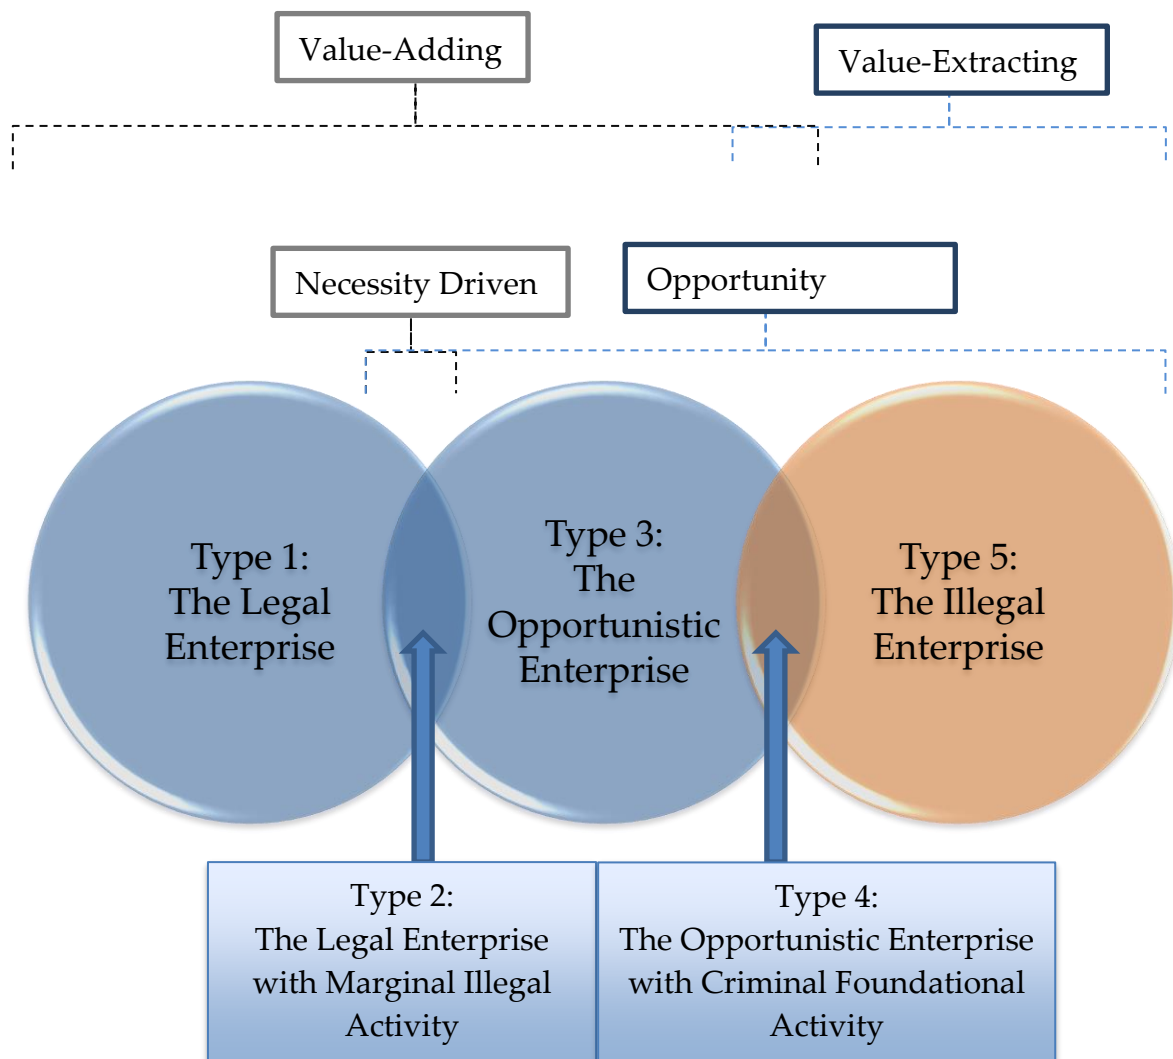 Value-Adding
Value-Extracting
Necessity Driven
Opportunity
Type 1:
The Legal
Enterprise
Type 3:
The
Opportunistic
Enterprise
Type 5:
The Illegal
Enterprise
Type 2:
The Legal Enterprise
with Marginal Illegal
Activity
Type 4:
The Opportunistic Enterprise
with Criminal Foundational
Activity